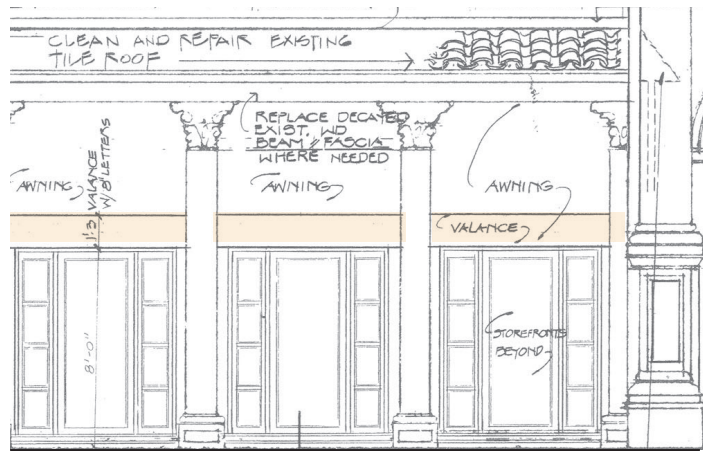 CLEAN AND REPAIR EXISTING
TILE ROOF
REPLACE DECAYED
EXIST. WD
BEAM / FASCIA
WHERE NEEDED
AWNING
1'-3" VALANCE
W/ 8" LETTERS
AWNING
AWNING
VALANCE
8'-0"
STOREFRONTS
BEYOND